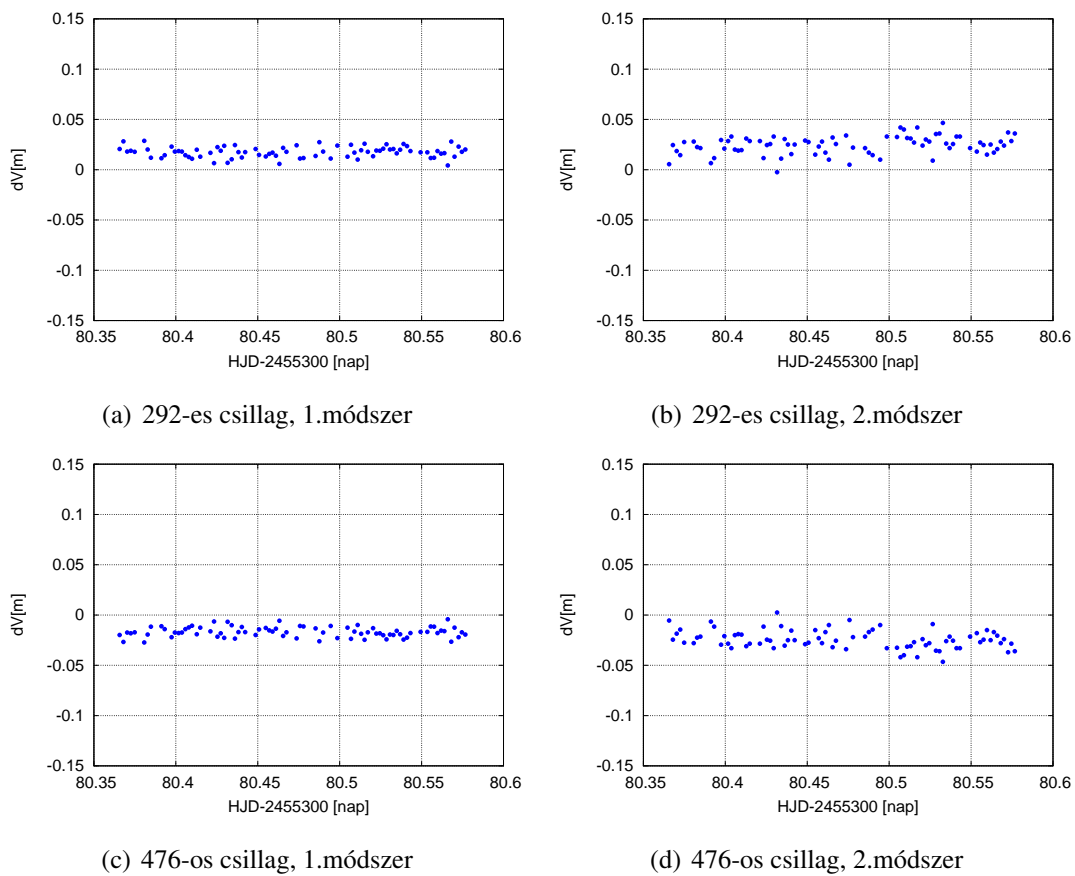 0.15
0.1
0.05
0
-0.05
-0.1
-0.15
dV[m]
80.35 80.4 80.45 80.5 80.55 80.6
HJD-2455300 [nap]
(a) 292-es csillag, 1.módszer
0.15
0.1
0.05
0
-0.05
-0.1
-0.15
dV[m]
80.35 80.4 80.45 80.5 80.55 80.6
HJD-2455300 [nap]
(b) 292-es csillag, 2.módszer
0.15
0.1
0.05
0
-0.05
-0.1
-0.15
dV[m]
80.35 80.4 80.45 80.5 80.55 80.6
HJD-2455300 [nap]
(c) 476-os csillag, 1.módszer
0.15
0.1
0.05
0
-0.05
-0.1
-0.15
dV[m]
80.35 80.4 80.45 80.5 80.55 80.6
HJD-2455300 [nap]
(d) 476-os csillag, 2.módszer